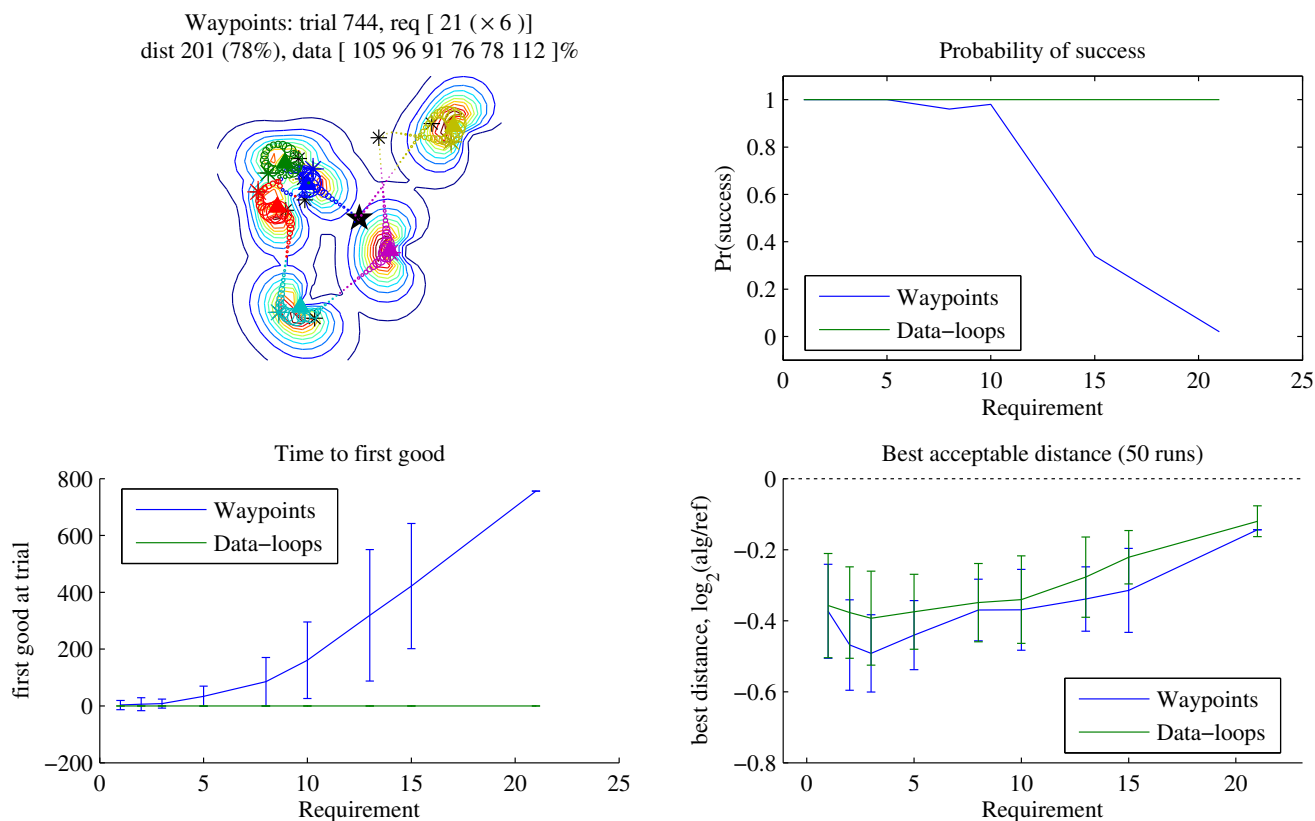 Waypoints: trial 744, req [ 21 (×6 )]
dist 201 (78%), data [ 105 96 91 76 78 112 ]%
Probability of success
1
0.8
0.6
0.4
0.2
0
Pr(success)
Waypoints
Data−loops
0 5 10 15 20 25
Requirement
Time to first good
800
600
400
200
0
−200
first good at trial
Waypoints
Data−loops
0 5 10 15 20 25
Requirement
Best acceptable distance (50 runs)
0
−0.2
−0.4
−0.6
−0.8
best distance, log2(alg/ref)
Waypoints
Data−loops
0 5 10 15 20
Requirement